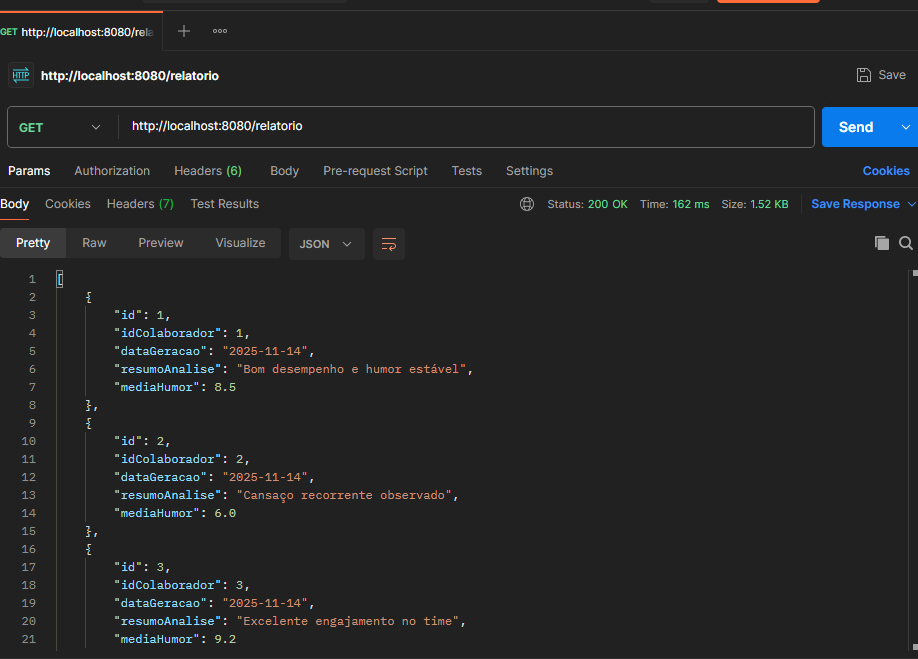 GET http://localhost:8080/rela
HTTP http://localhost:8080/relatorio Save
GET http://localhost:8080/relatorio Send
Params Authorization Headers (6) Body Pre-request Script Tests Settings Cookies
Body Cookies Headers (7) Test Results Status: 200 OK Time: 162 ms Size: 1.52 KB Save Response
Pretty Raw Preview Visualize JSON
1 [
2 {
3 "id": 1,
4 "idColaborador": 1,
5 "dataGeracao": "2025-11-14",
6 "resumoAnalise": "Bom desempenho e humor estável",
7 "mediaHumor": 8.5
8 },
9 {
10 "id": 2,
11 "idColaborador": 2,
12 "dataGeracao": "2025-11-14",
13 "resumoAnalise": "Cansaço recorrente observado",
14 "mediaHumor": 6.0
15 },
16 {
17 "id": 3,
18 "idColaborador": 3,
19 "dataGeracao": "2025-11-14",
20 "resumoAnalise": "Excelente engajamento no time",
21 "mediaHumor": 9.2